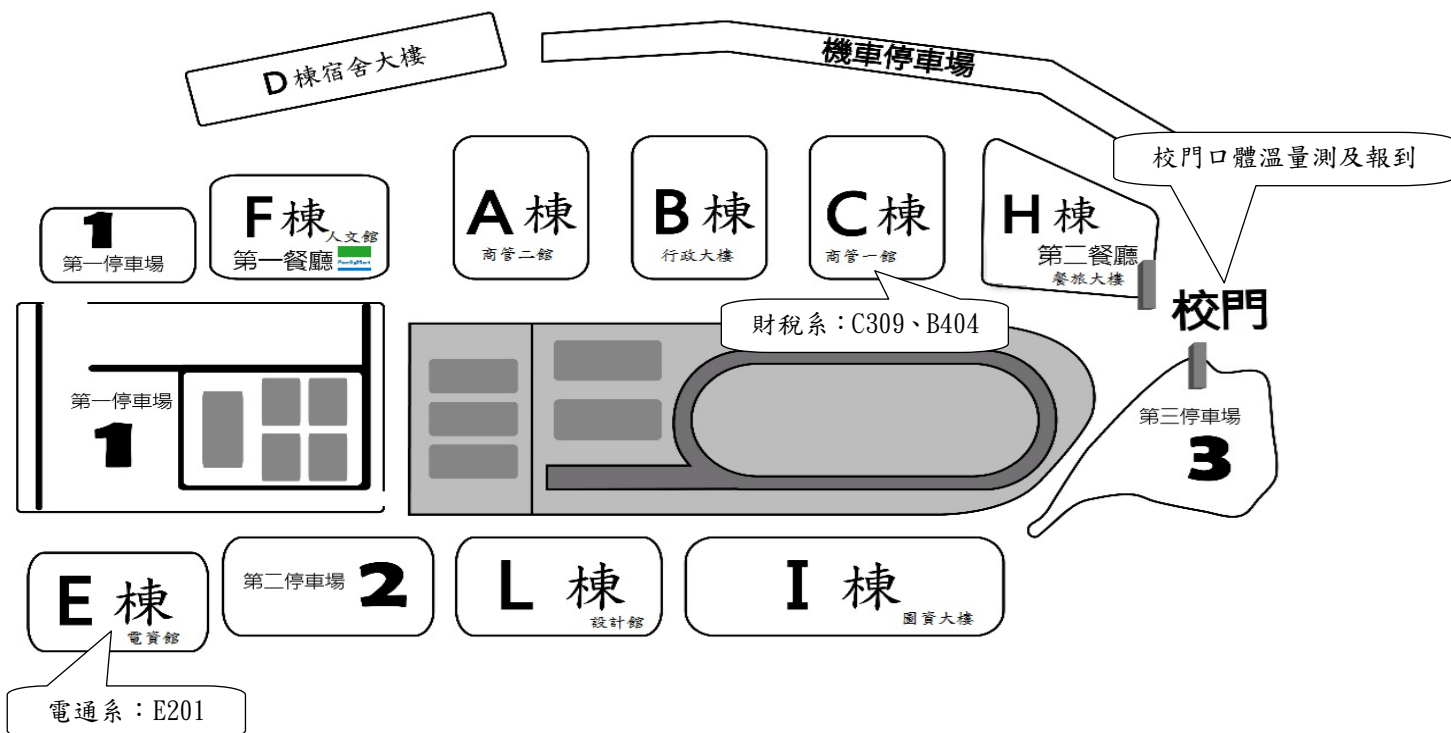 D棟宿舍大樓
機車停車場
校門口體溫量測及報到
1
第一停車場
F棟
人文館
第一餐廳
FamilyMart
A棟
商管二館
B棟
行政大樓
C棟
商管一館
H棟
第二餐廳
餐旅大樓
校門
財稅系：C309、B404
第一停車場
1
第三停車場
3
E棟
電資館
第二停車場 2
L棟
設計館
I棟
圖資大樓
電通系：E201